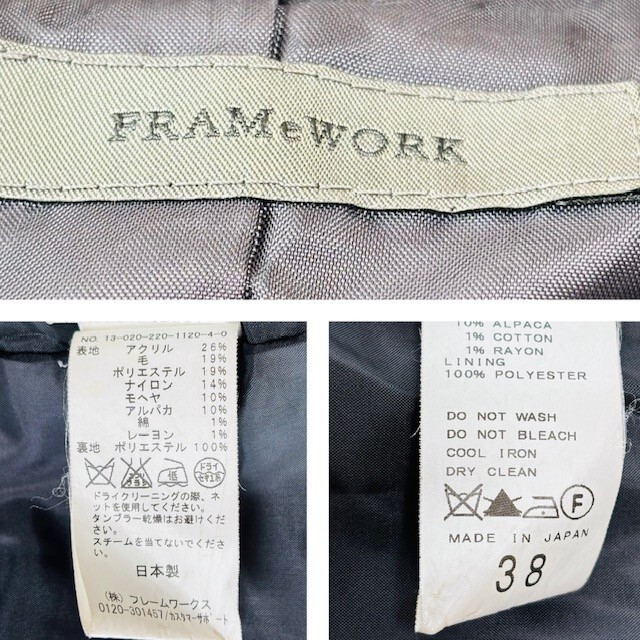 FRAMeWORK
NO. 13-020-220-1120-4-0
表地 アクリル 26%
毛 19%
ポリエステル 19%
ナイロン 14%
モヘヤ 10%
アルパカ 10%
綿 1%
レーヨン 1%
裏地 ポリエステル 100%
低 ドライ セキユ系
ドライクリーニングの際、ネ
ットを使用してください。
タンブラー乾燥はお避けくだ
さい。
スチームを当てないでくださ
い。
日本製
(株) フレームワークス
0120-301457/カスタマーサポート
10% ALPACA
1% COTTON
1% RAYON
LINING
100% POLYESTER
DO NOT WASH
DO NOT BLEACH
COOL IRON
DRY CLEAN
F
MADE IN JAPAN
38